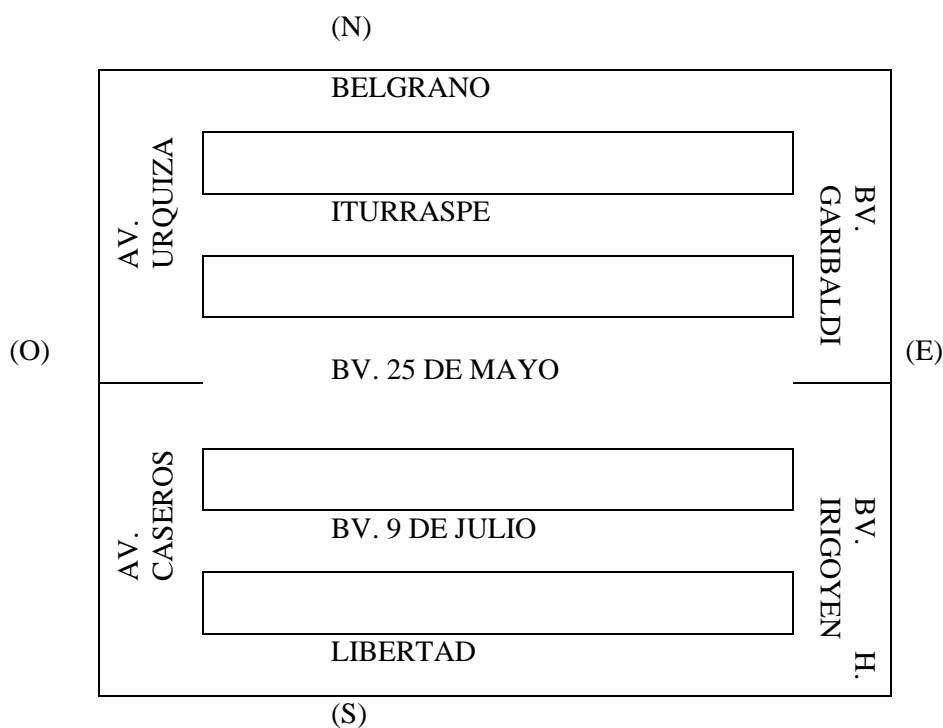 (N)
BELGRANO
AV.
URQUIZA
ITURRASPE
BV.
GARIBALDI
(O)
(E)
BV. 25 DE MAYO
AV.
CASEROS
BV. 9 DE JULIO
BV. H.
IRIGOYEN
LIBERTAD
(S)